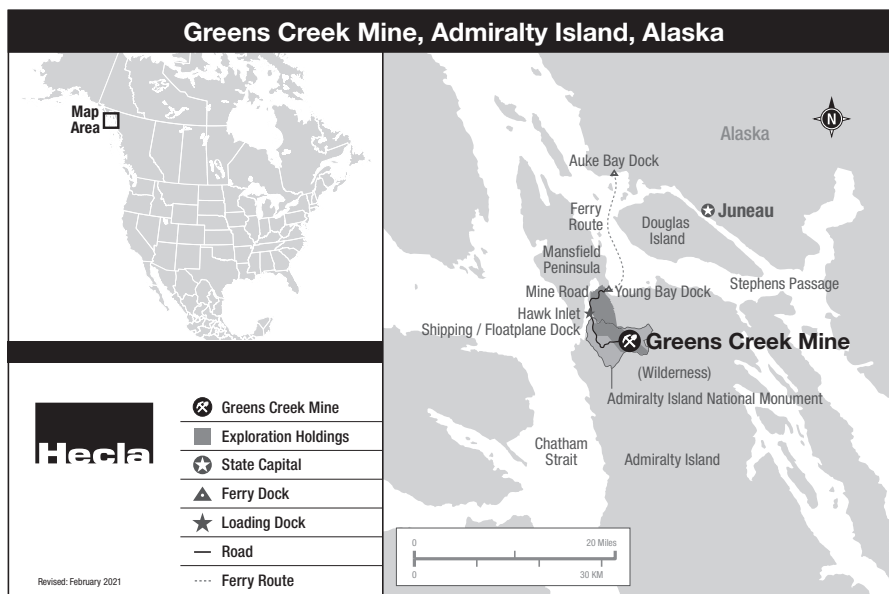 Greens Creek Mine, Admiralty Island, Alaska
Map
Area
Hecla
Revised: February 2021
Greens Creek Mine
Exploration Holdings
State Capital
Ferry Dock
Loading Dock
Road
Ferry Route
Alaska
N
Auke Bay Dock
Ferry
Route
Juneau
Douglas
Island
Mansfield
Peninsula
Stephens Passage
Mine Road
Young Bay Dock
Hawk Inlet
Shipping / Floatplane Dock
Greens Creek Mine
(Wilderness)
Admiralty Island National Monument
Chatham
Strait
Admiralty Island
0 20 Miles
0 30 KM